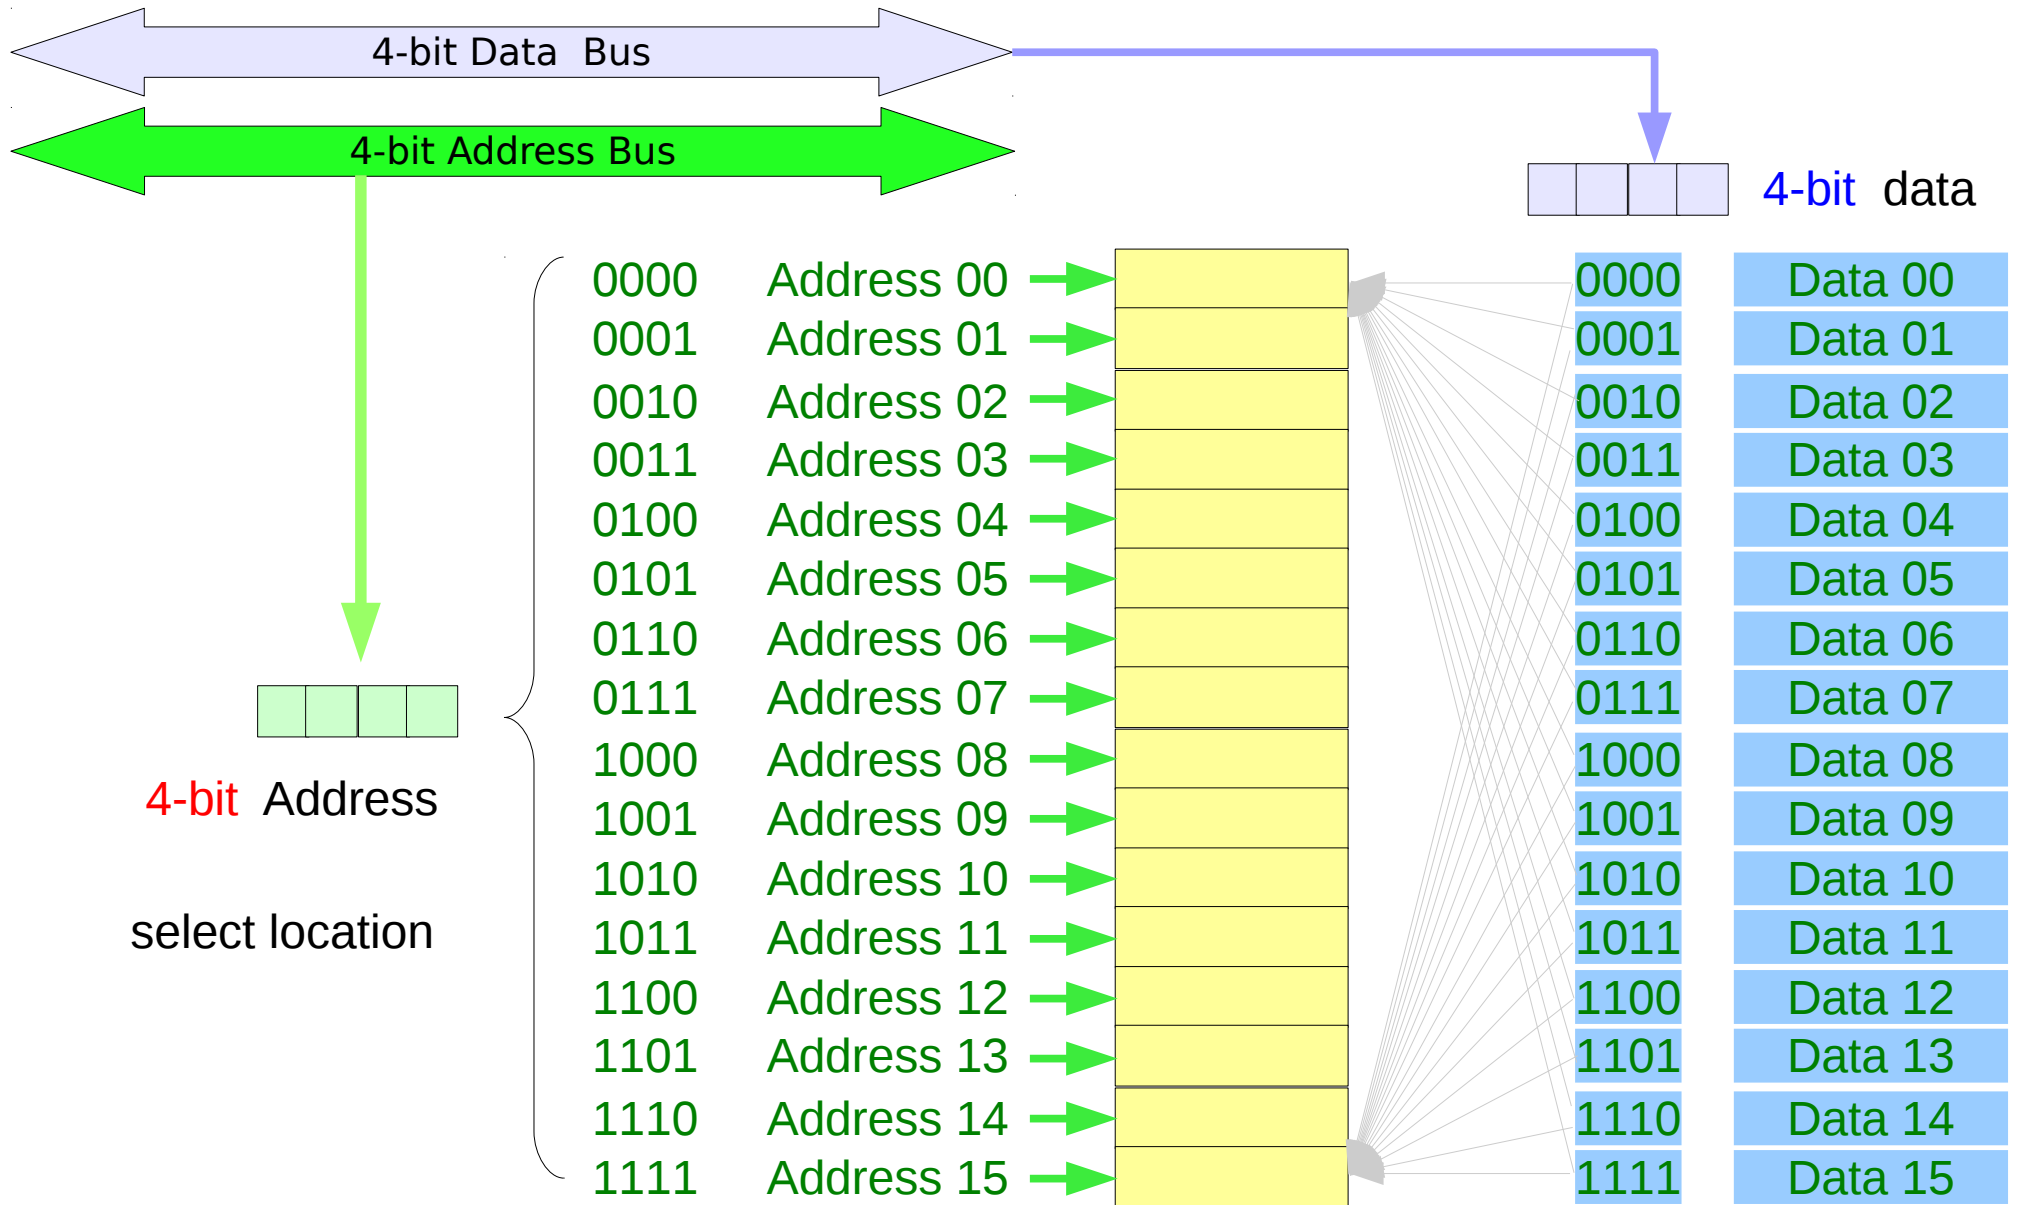 4-bit Data Bus
4-bit Address Bus
4-bit data
0000 Address 00 0000 Data 00
0001 Address 01 0001 Data 01
0010 Address 02 0010 Data 02
0011 Address 03 0011 Data 03
0100 Address 04 0100 Data 04
0101 Address 05 0101 Data 05
0110 Address 06 0110 Data 06
0111 Address 07 0111 Data 07
1000 Address 08 1000 Data 08
4-bit Address
1001 Address 09 1001 Data 09
1010 Address 10 1010 Data 10
select location
1011 Address 11 1011 Data 11
1100 Address 12 1100 Data 12
1101 Address 13 1101 Data 13
1110 Address 14 1110 Data 14
1111 Address 15 1111 Data 15